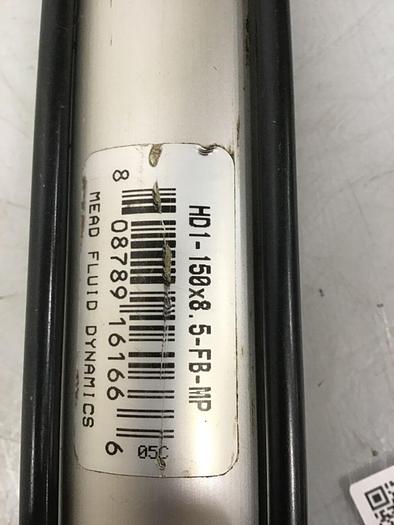 HD1-150x8.5-FB-MP
8 08789 16166 6
05C
MEAD FLUID DYNAMICS